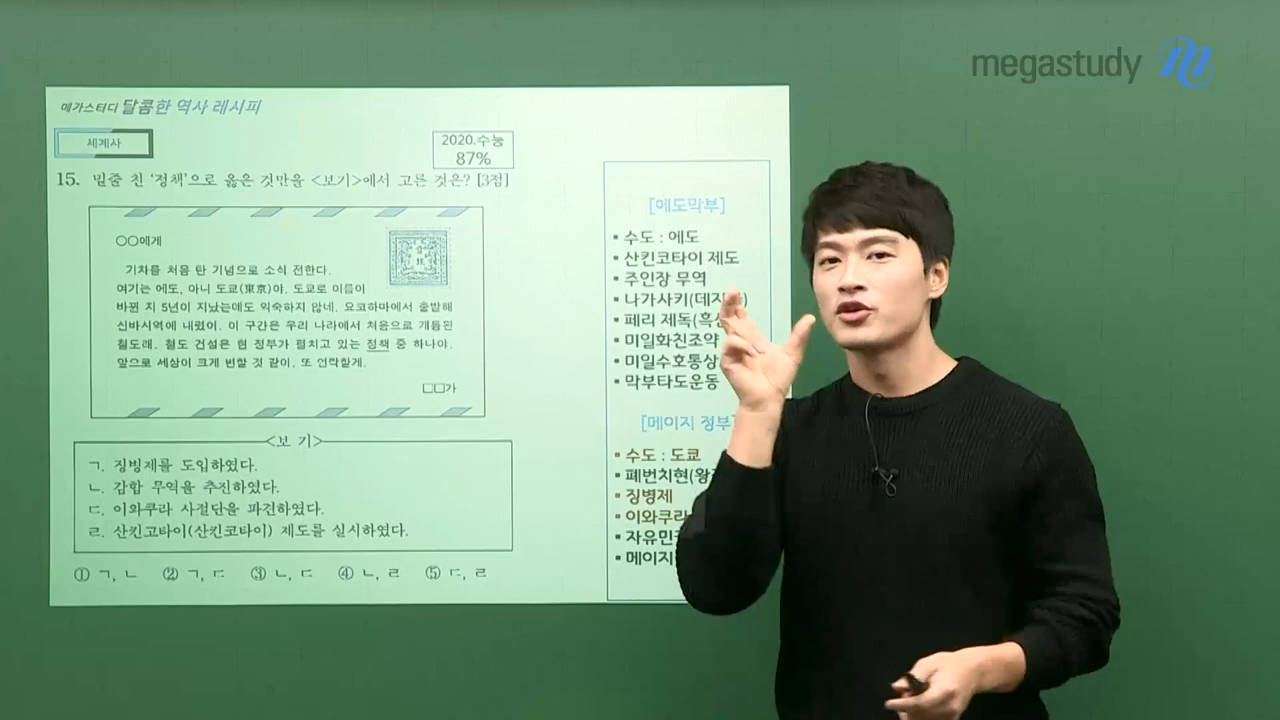 megastudy
메가스터디 달콤한 역사 레시피
세계사
2020.수능
87%
15. 밑줄 친 ‘정책’으로 옳은 것만을 <보기>에서 고른 것은? [3점]
○○에게
기차를 처음 탄 기념으로 소식 전한다.
여기는 에도, 아니 도쿄(東京)야. 도쿄로 이름이
바뀐 지 5년이 지났는데도 익숙하지 않네. 요코하마에서 출발해
신바시역에 내렸어. 이 구간은 우리 나라에서 처음으로 개통된
철도래. 철도 건설은 현 정부가 펼치고 있는 정책 중 하나야.
앞으로 세상이 크게 변할 것 같아. 또 연락할게.
□□가
<보 기>
ㄱ. 징병제를 도입하였다.
ㄴ. 감합 무역을 추진하였다.
ㄷ. 이와쿠라 사절단을 파견하였다.
ㄹ. 산킨고타이(산킨코타이) 제도를 실시하였다.
① ㄱ, ㄴ ② ㄱ, ㄷ ③ ㄴ, ㄷ ④ ㄴ, ㄹ ⑤ ㄷ, ㄹ
[에도막부]
▪ 수도 : 에도
▪ 산킨코타이 제도
▪ 주인장 무역
▪ 나가사키(데지
▪ 페리 제독(흑
▪ 미일화친조약
▪ 미일수호통상
▪ 막부타도운동
[메이지 정부]
▪ 수도 : 도쿄
▪ 폐번치현(왕
▪ 징병제
▪ 이와쿠라
▪ 자유민
▪ 메이지